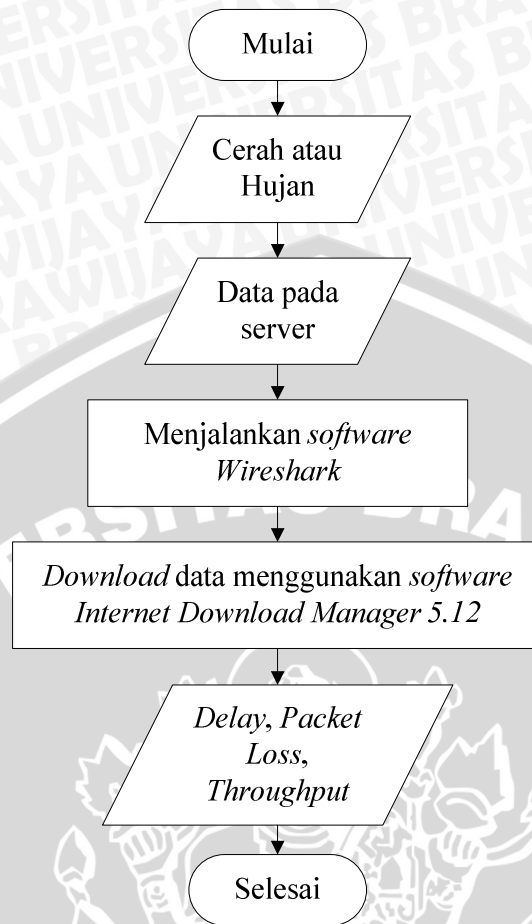 Mulai
Cerah atau
Hujan
Data pada
server
Menjalankan software
Wireshark
Download data menggunakan software
Internet Download Manager 5.12
Delay, Packet
Loss,
Throughput
Selesai